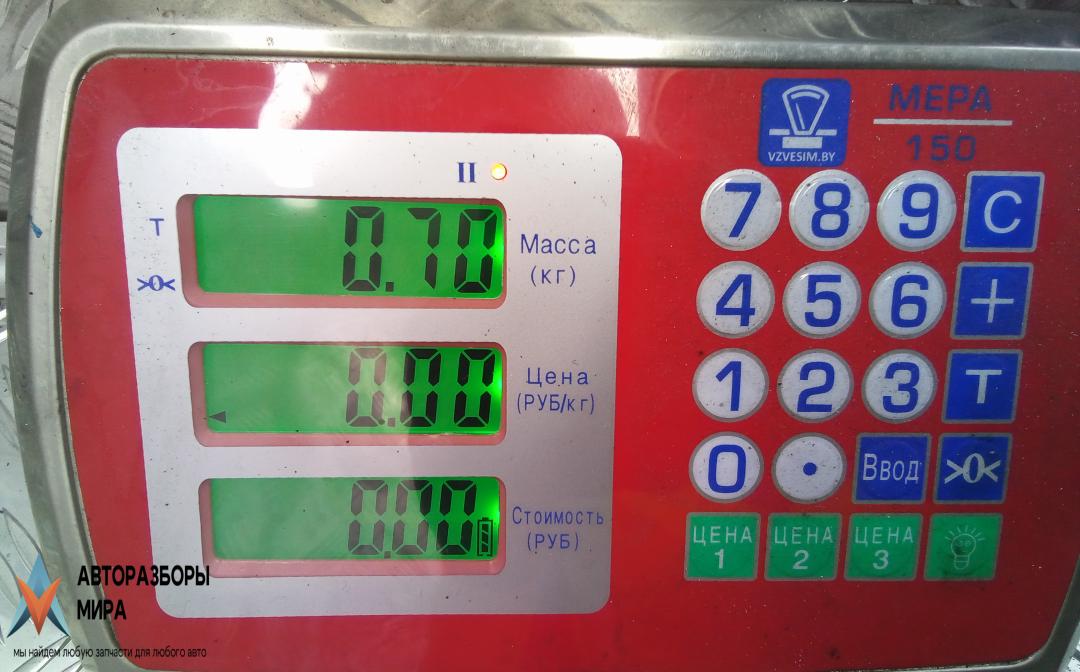 МЕРА
150
VZVESIM.BY
II
T
>0<
0.70
Масса
(кг)
0.00
Цена
(РУБ/кг)
0.00
Стоимость
(РУБ)
7 8 9 C
4 5 6 +
1 2 3 T
0 . Ввод >0<
ЦЕНА 1 ЦЕНА 2 ЦЕНА 3
АВТОРАЗБОРЫ
МИРА
мы найдем любую запчасти для любого авто